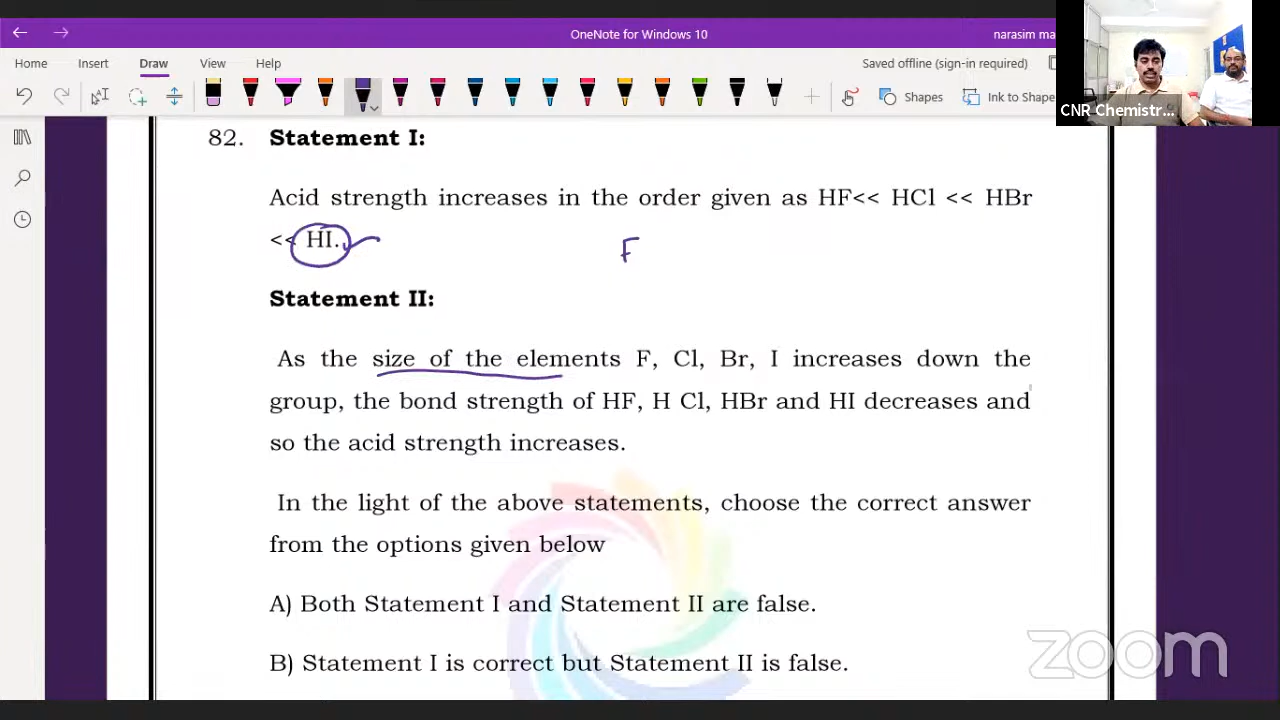 OneNote for Windows 10
narasim ma
Home Insert Draw View Help
Saved offline (sign-in required)
Shapes
Ink to Shape
CNR Chemistr...
82. Statement I:
Acid strength increases in the order given as HF<< HCl << HBr
<< HI.
F
Statement II:
As the size of the elements F, Cl, Br, I increases down the
group, the bond strength of HF, H Cl, HBr and HI decreases and
so the acid strength increases.
In the light of the above statements, choose the correct answer
from the options given below
A) Both Statement I and Statement II are false.
B) Statement I is correct but Statement II is false.
zoom